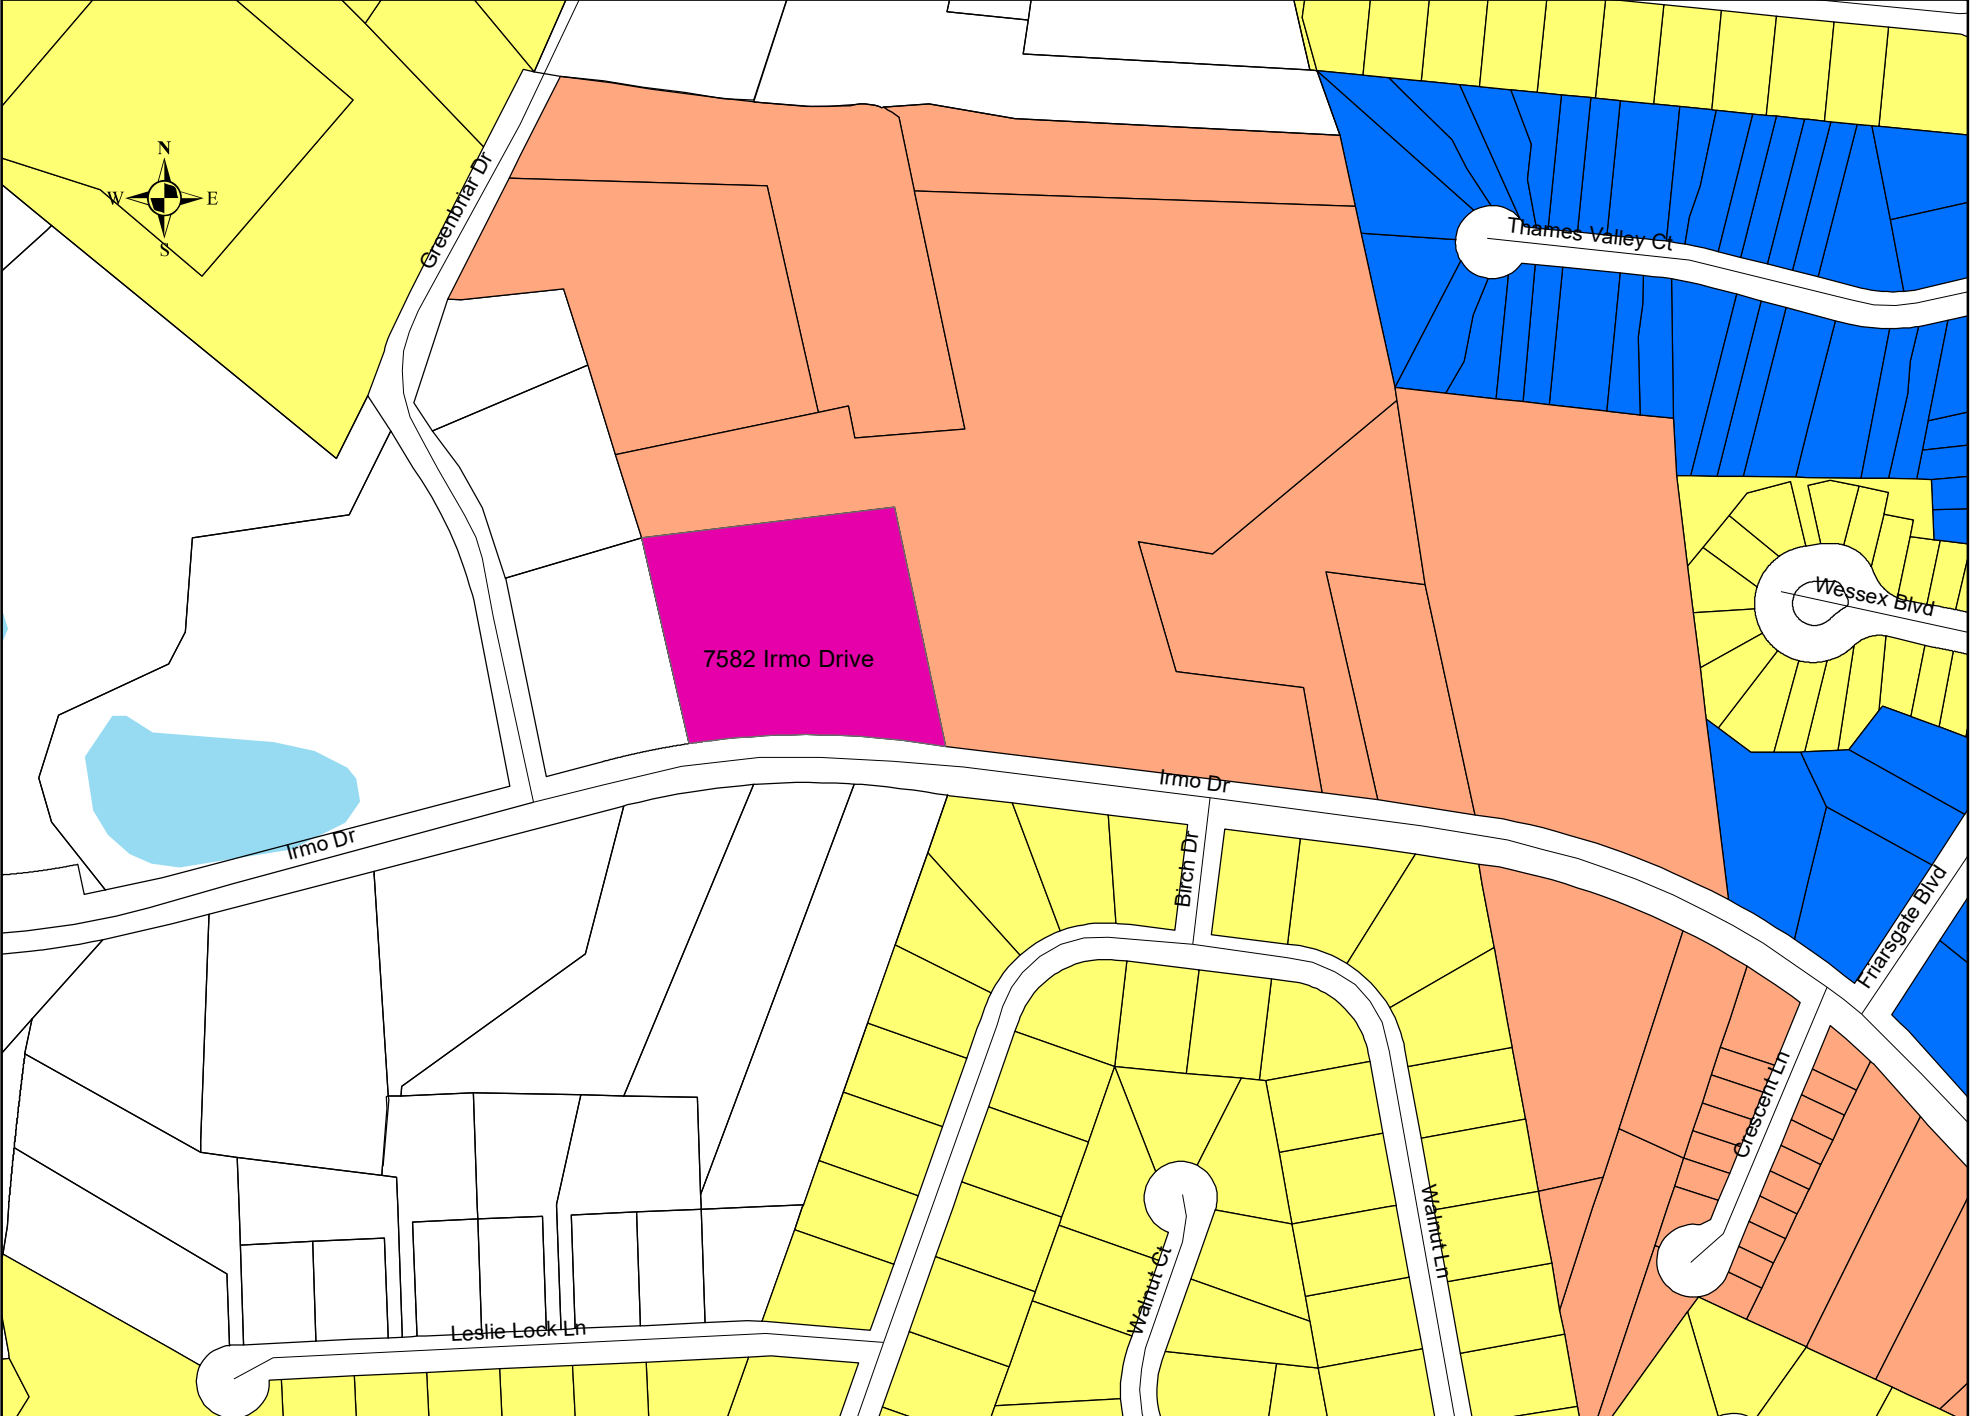 N
W E
S
Greenbriar Dr
Thames Valley Ct
Wessex Blvd
7582 Irmo Drive
Irmo Dr
Irmo Dr
Birch Dr
Friarsgate Blvd
Crescent Ln
Walnut Ln
Walnut Ct
Leslie Lock Ln